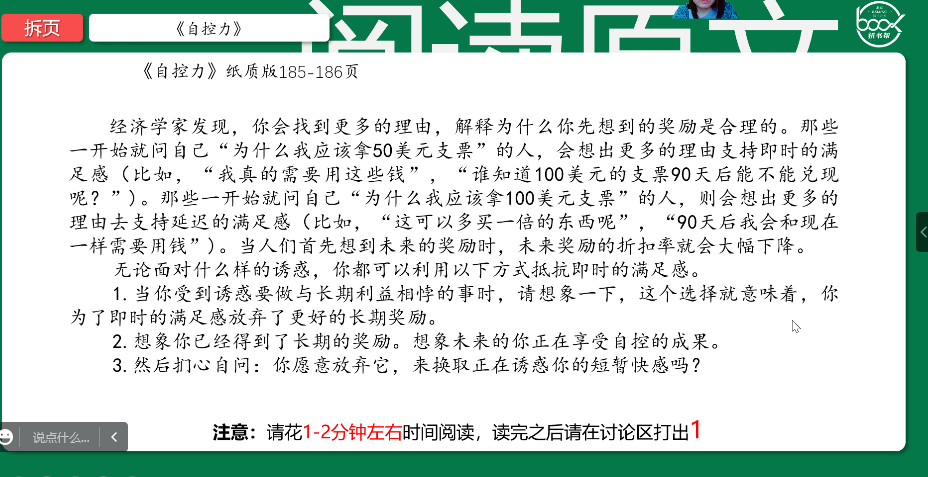 阅读原文
拆页
《自控力》
book
拆书帮
《自控力》纸质版185-186页
经济学家发现，你会找到更多的理由，解释为什么你先想到的奖励是合理的。那些
一开始就问自己“为什么我应该拿50美元支票”的人，会想出更多的理由支持即时的满
足感（比如，“我真的需要用这些钱”，“谁知道100美元的支票90天后能不能兑现
呢？”）。那些一开始就问自己“为什么我应该拿100美元支票”的人，则会想出更多的
理由去支持延迟的满足感（比如，“这可以多买一倍的东西呢”，“90天后我会和现在
一样需要用钱”）。当人们首先想到未来的奖励时，未来奖励的折扣率就会大幅下降。
无论面对什么样的诱惑，你都可以利用以下方式抵抗即时的满足感。
1.当你受到诱惑要做与长期利益相悖的事时，请想象一下，这个选择就意味着，你
为了即时的满足感放弃了更好的长期奖励。
2.想象你已经得到了长期的奖励。想象未来的你正在享受自控的成果。
3.然后扪心自问：你愿意放弃它，来换取正在诱惑你的短暂快感吗？
注意：请花1-2分钟左右时间阅读，读完之后请在讨论区打出1
说点什么...